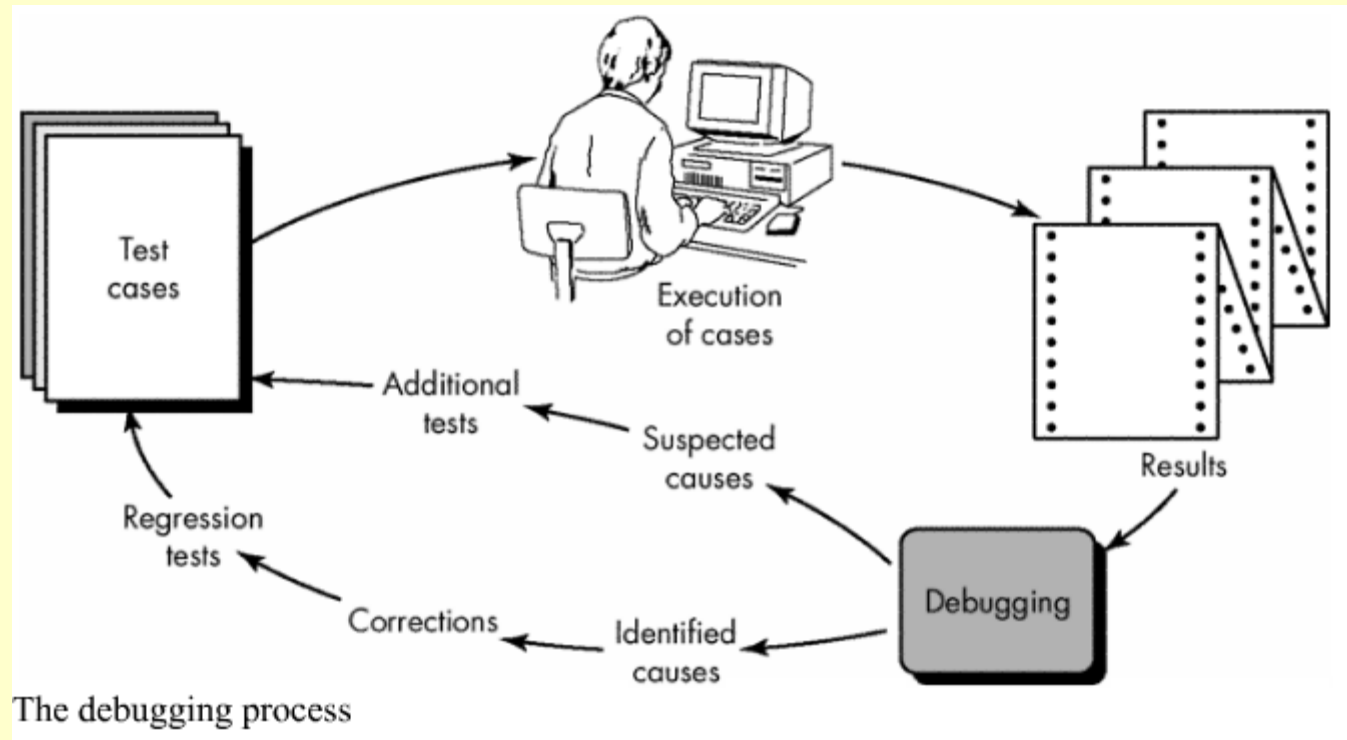 Test
cases
Execution
of cases
Results
Additional
tests
Suspected
causes
Regression
tests
Debugging
Corrections
Identified
causes
The debugging process